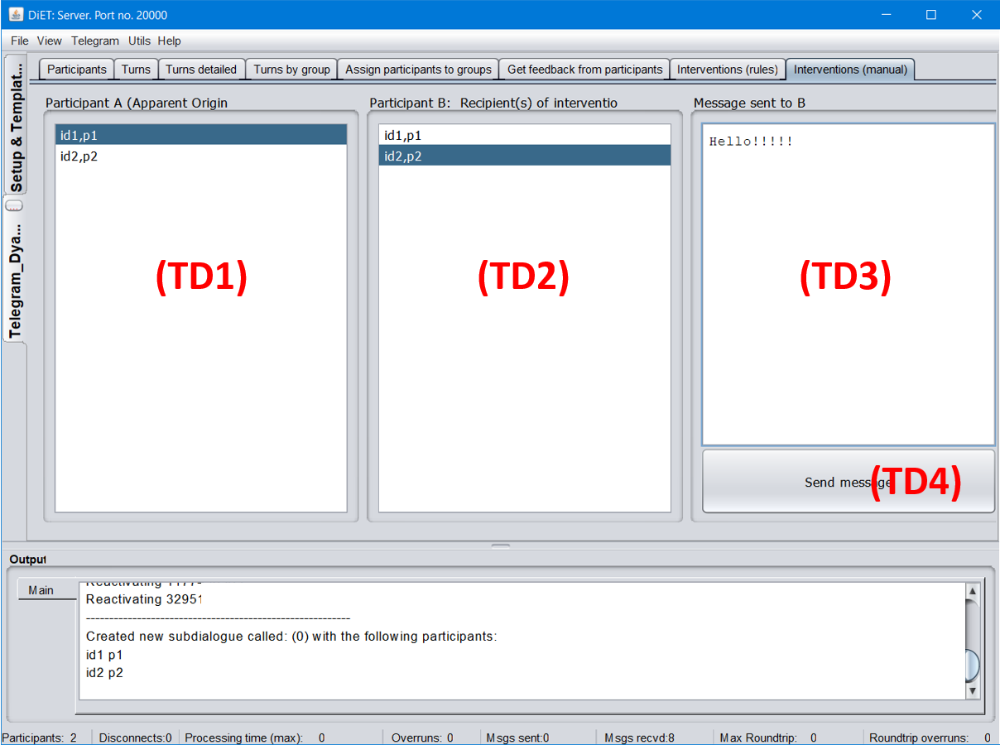 DiET: Server. Port no. 20000
File View Telegram Utils Help
Participants Turns Turns detailed Turns by group Assign participants to groups Get feedback from participants Interventions (rules) Interventions (manual)
Setup & Templat...
Telegram_Dya...
Participant A (Apparent Origin
id1,p1
id2,p2
(TD1)
Participant B: Recipient(s) of interventio
id1,p1
id2,p2
(TD2)
Message sent to B
Hello!!!!!
(TD3)
Send message
(TD4)
Output
Main
Reactivating
Reactivating 32951
--------------------------------------------------------
Created new subdialogue called: (0) with the following participants:
id1 p1
id2 p2
Participants: 2 Disconnects:0 Processing time (max): 0 Overruns: 0 Msgs sent:0 Msgs recvd:8 Max Roundtrip: 0 Roundtrip overruns: 0